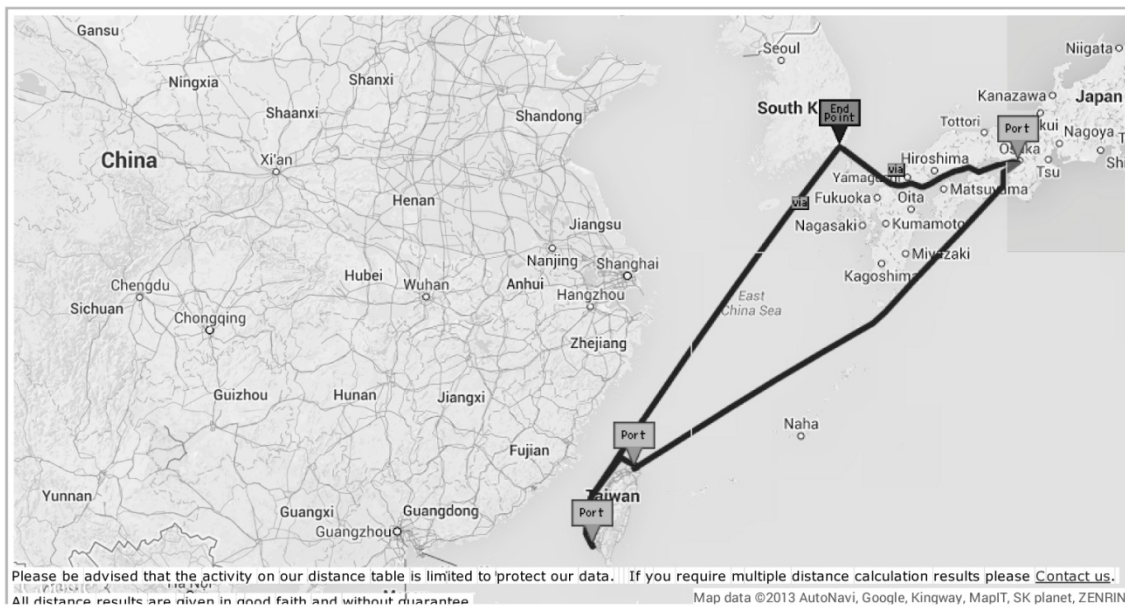 Gansu
Seoul
Niigata
Ningxia
Shanxi
Kanazawa
Japan
Shandong
South K
End
Point
Port
Tottori
kui
Nagoya
Shaanxi
China
Xi'an
Osaka
Tsu
Hiroshima
via
Yamaguchi
Matsuyama
Henan
via
Fukuoka
Oita
Jiangsu
Nagasaki
Kumamoto
Nanjing
Shanghai
Miyazaki
Hubei
Anhui
Kagoshima
Chengdu
Wuhan
Hangzhou
East
China Sea
Sichuan
Chongqing
Zhejiang
Guizhou
Hunan
Jiangxi
Naha
Port
Fujian
Yunnan
Taiwan
Guangxi
Guangdong
Port
Guangzhou
Please be advised that the activity on our distance table is limited to protect our data. If you require multiple distance calculation results please Contact us.
All distance results are given in good faith and without guarantee
Map data ©2013 AutoNavi, Google, Kingway, MapIT, SK planet, ZENRIN